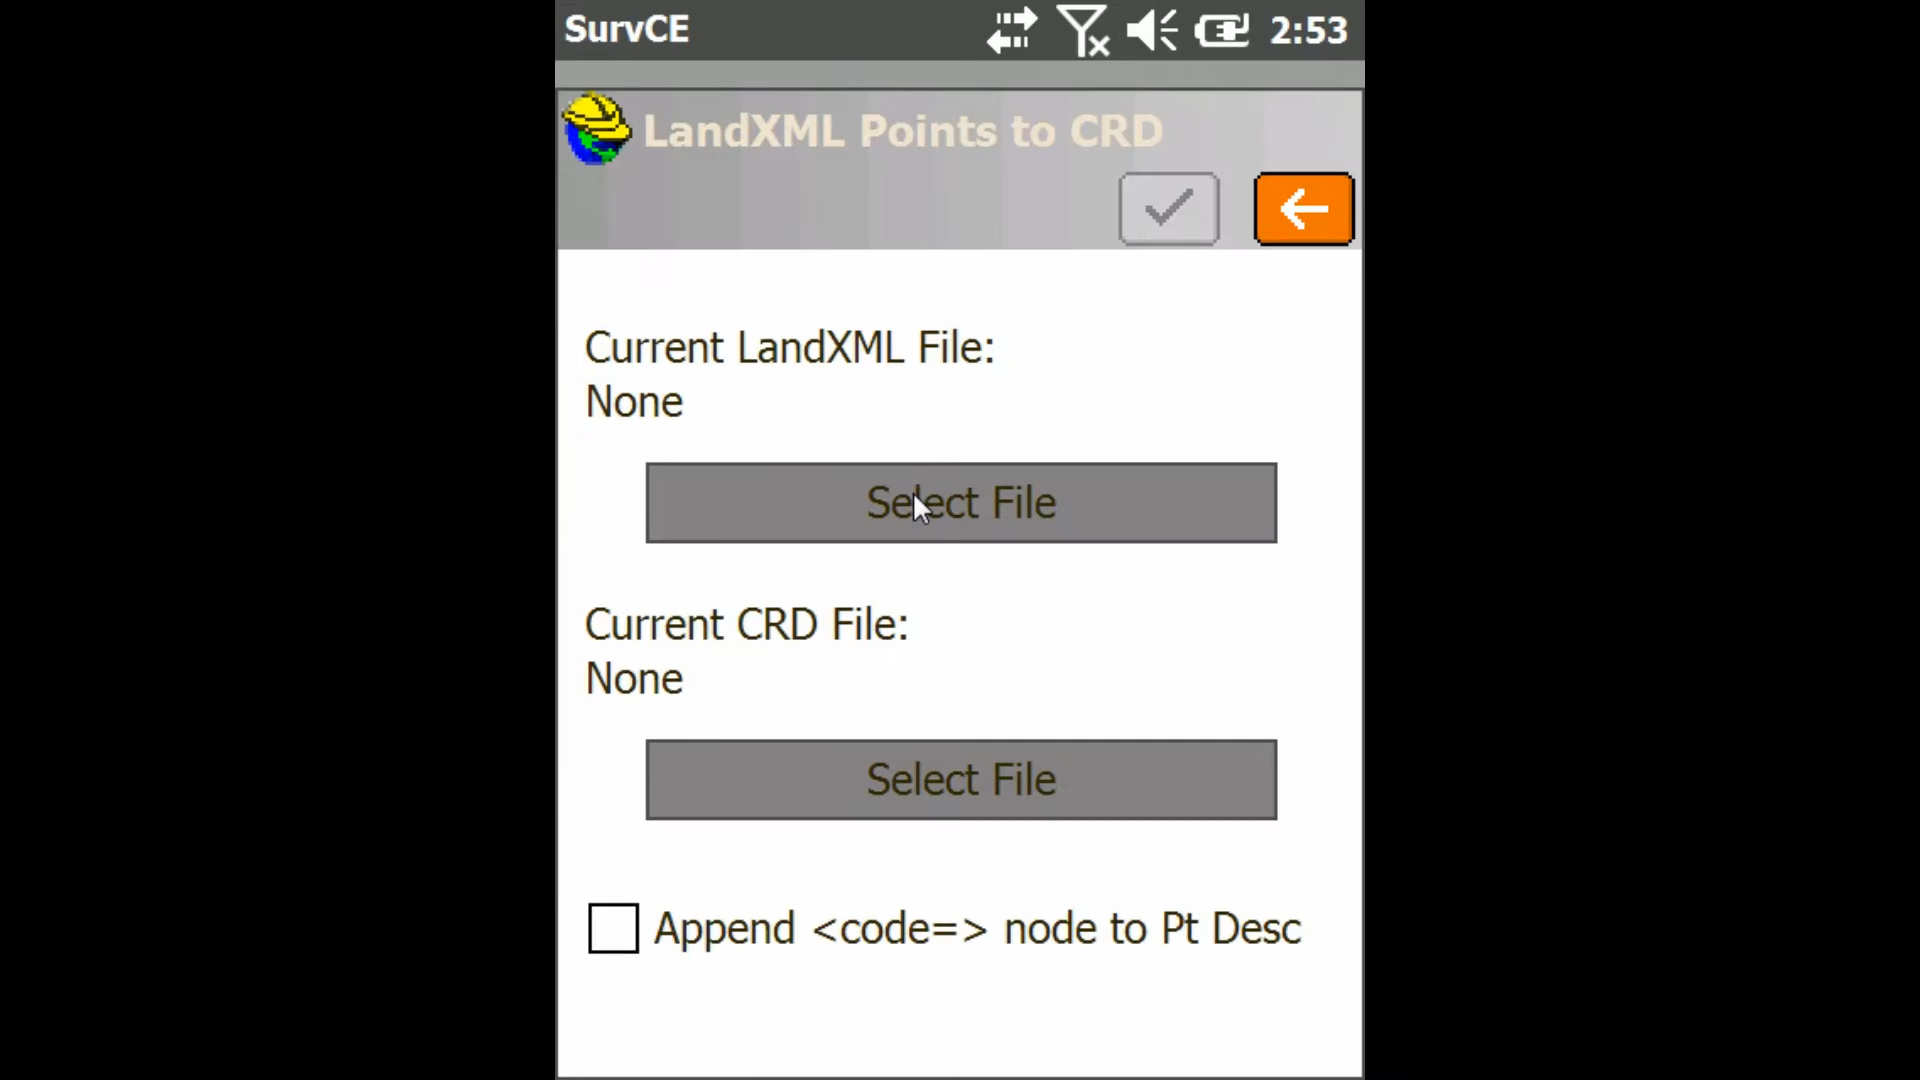 SurvCE 2:53
LandXML Points to CRD
Current LandXML File:
None
Select File
Current CRD File:
None
Select File
Append <code=> node to Pt Desc